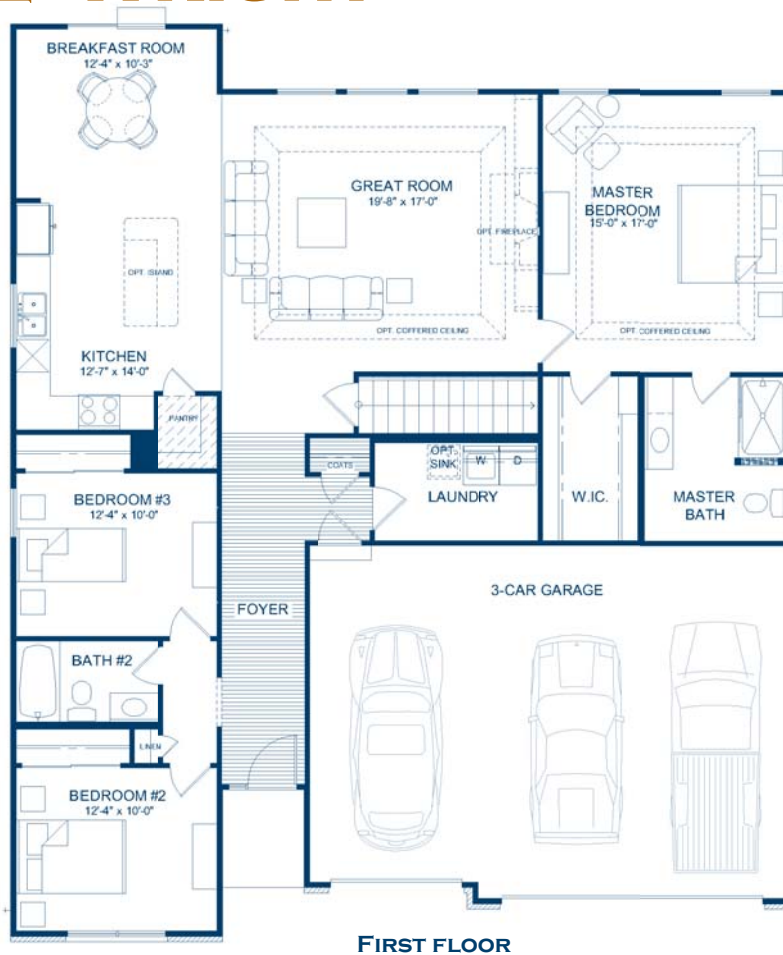 BREAKFAST ROOM
12'-4" x 10'-3"
GREAT ROOM
19'-8" x 17'-0"
MASTER
BEDROOM
15'-0" x 17'-0"
OPT. FIREPLACE
OPT. ISLAND
OPT. COFFERED CEILING
OPT. COFFERED CEILING
KITCHEN
12'-7" x 14'-0"
PANTRY
COATS
OPT.
SINK
W
D
LAUNDRY
W.IC.
MASTER
BATH
BEDROOM #3
12'-4" x 10'-0"
3-CAR GARAGE
FOYER
BATH #2
LINEN
BEDROOM #2
12'-4" x 10'-0"
FIRST FLOOR